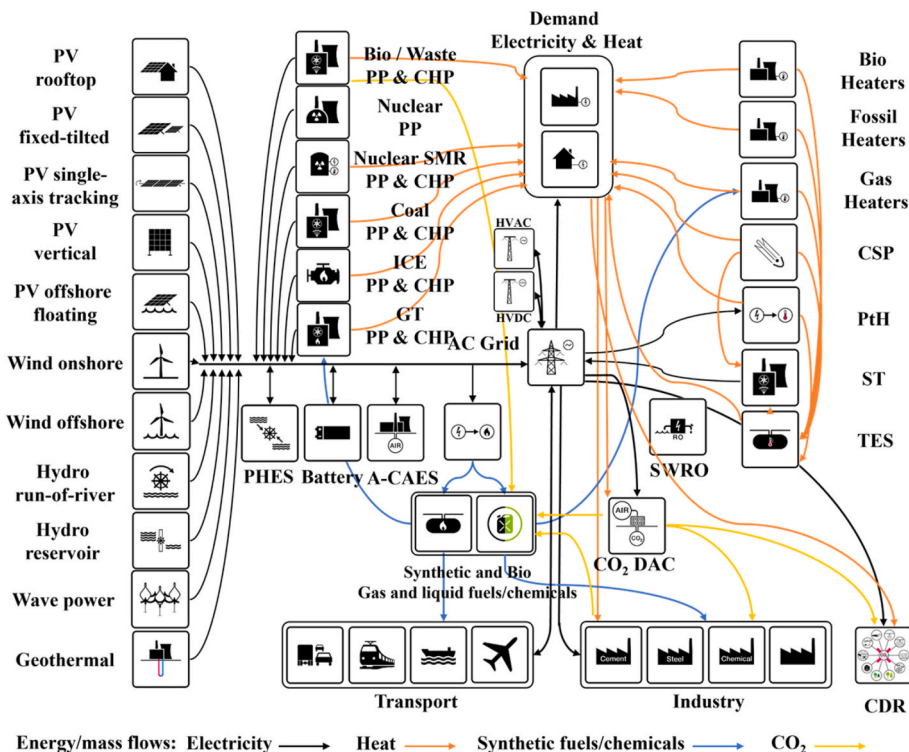 Demand
Electricity & Heat
PV
rooftop
PV
fixed-tilted
PV single-
axis tracking
PV
vertical
PV offshore
floating
Wind onshore
Wind offshore
Hydro
run-of-river
Hydro
reservoir
Wave power
Geothermal
Bio / Waste
PP & CHP
Nuclear
PP
Nuclear SMR
PP & CHP
Coal
PP & CHP
ICE
PP & CHP
GT
PP & CHP
HVAC
HVDC
AC Grid
Bio
Heaters
Fossil
Heaters
Gas
Heaters
CSP
PtH
ST
TES
PHES
Battery
A-CAES
AIR
RO
SWRO
AIR
CO₂
CO₂ DAC
Synthetic and Bio
Gas and liquid fuels/chemicals
Transport
Cement
Steel
Chemical
Industry
CDR
Energy/mass flows: Electricity Heat Synthetic fuels/chemicals CO₂